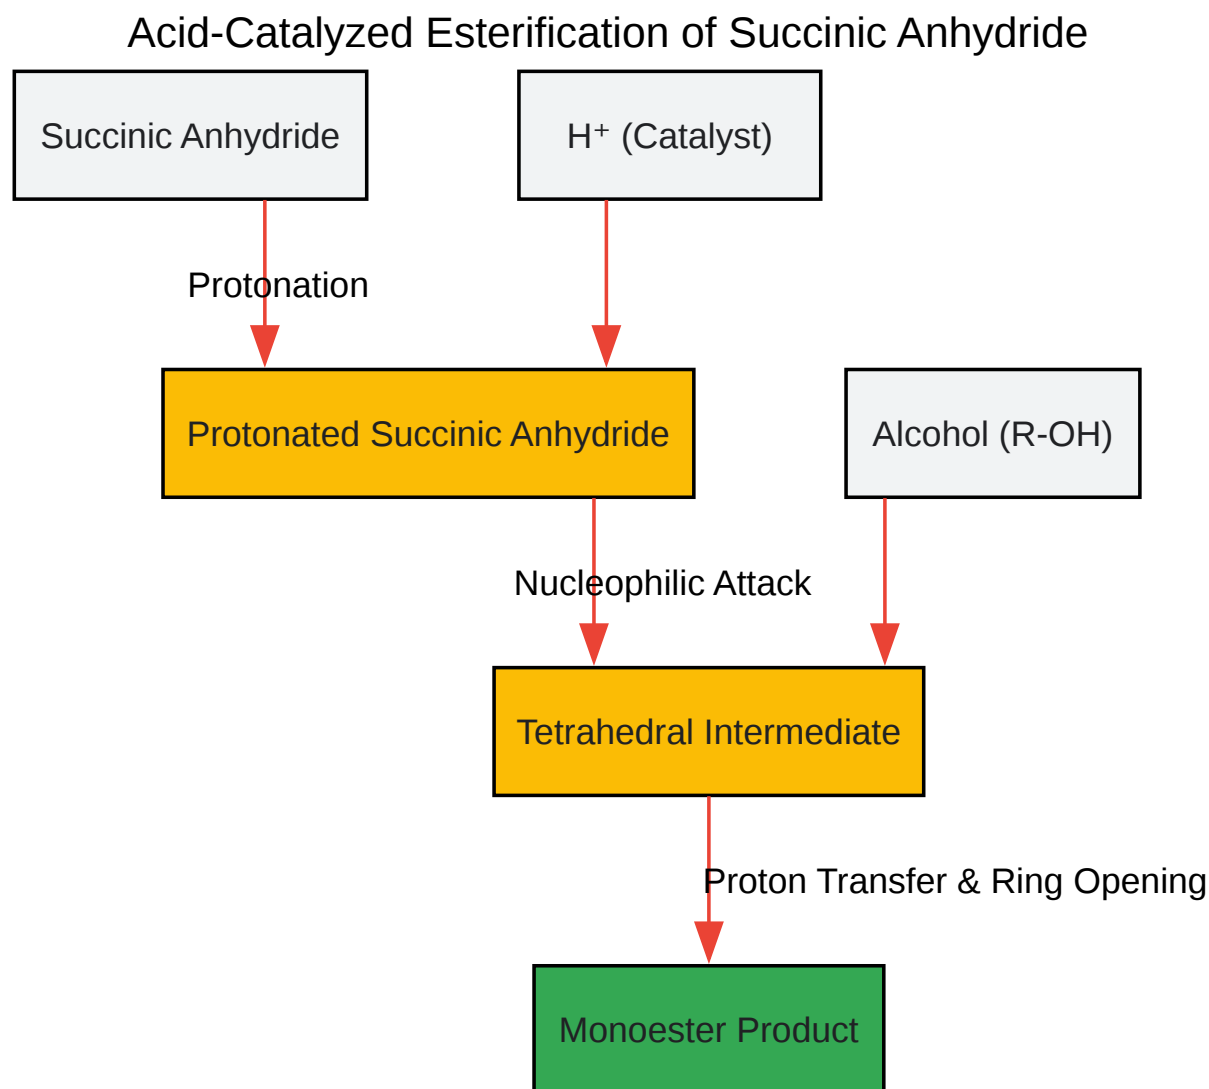 Acid-Catalyzed Esterification of Succinic Anhydride
Succinic Anhydride
H⁺ (Catalyst)
Protonation
Protonated Succinic Anhydride
Alcohol (R-OH)
Nucleophilic Attack
Tetrahedral Intermediate
Proton Transfer & Ring Opening
Monoester Product